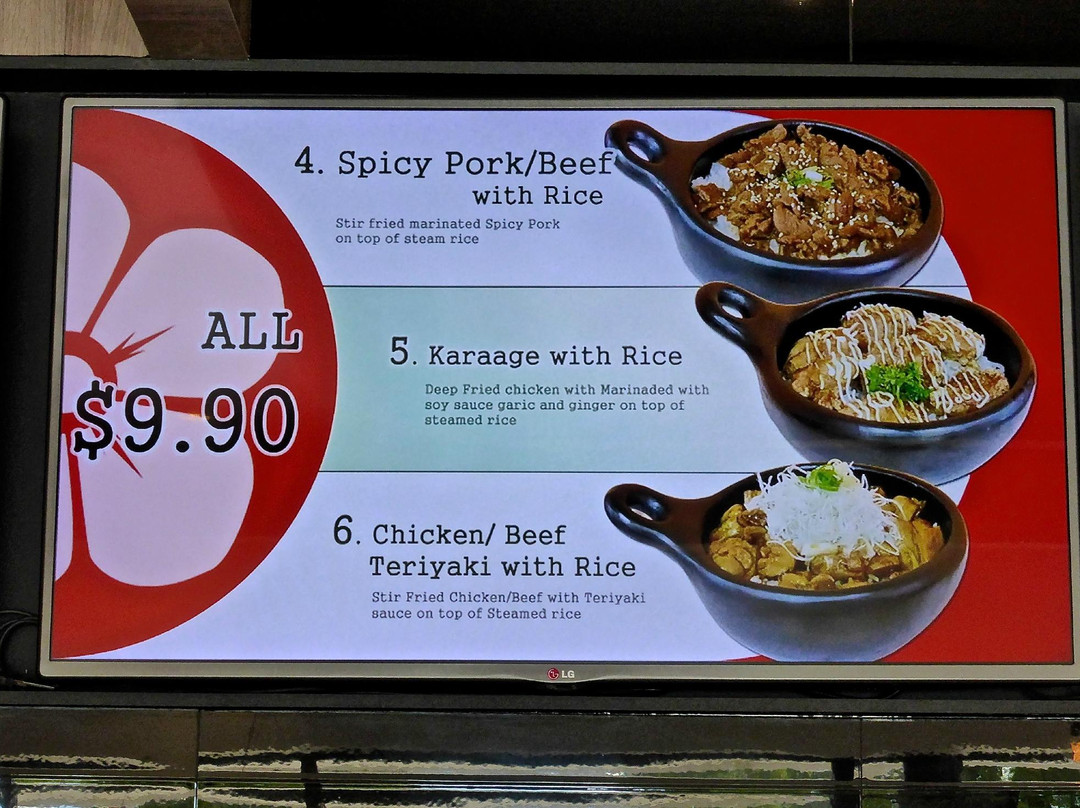 ALL
$9.90
4. Spicy Pork/Beef
with Rice
Stir fried marinated Spicy Pork
on top of steam rice
5. Karaage with Rice
Deep Fried chicken with Marinaded with
soy sauce garic and ginger on top of
steamed rice
6. Chicken/ Beef
Teriyaki with Rice
Stir Fried Chicken/Beef with Teriyaki
sauce on top of Steamed rice
LG